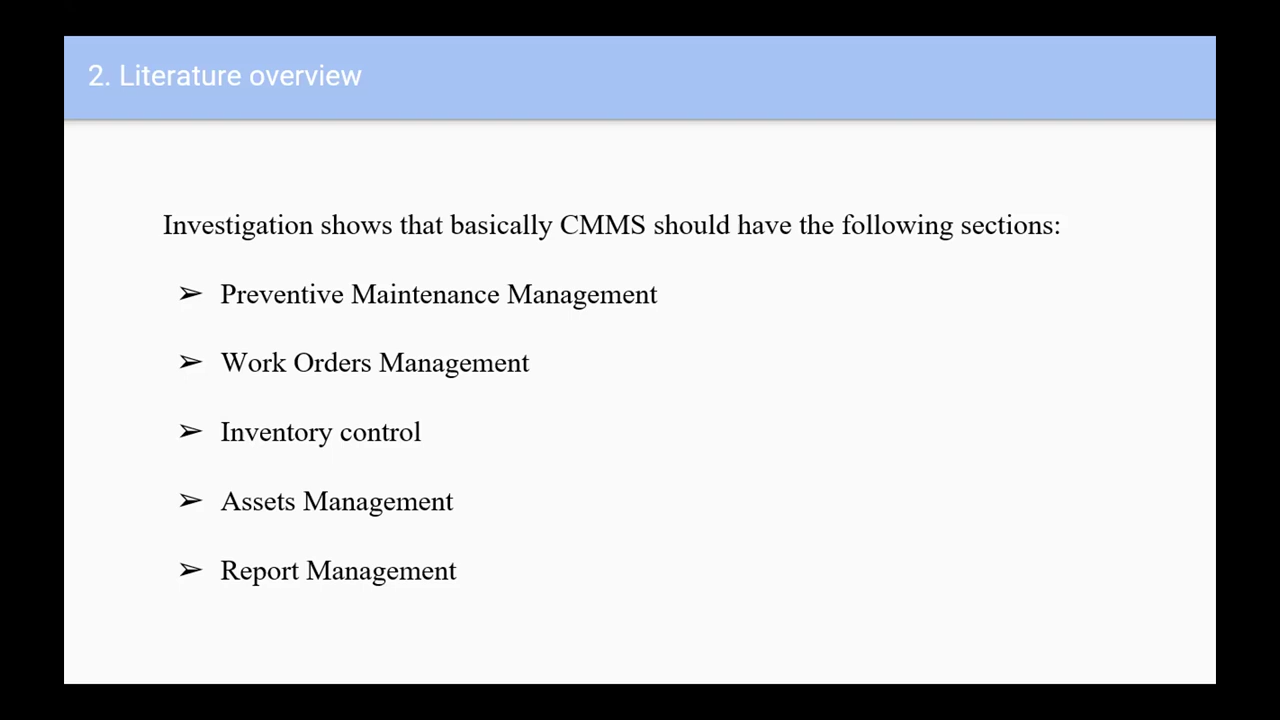 2. Literature overview
Investigation shows that basically CMMS should have the following sections:
➢ Preventive Maintenance Management
➢ Work Orders Management
➢ Inventory control
➢ Assets Management
➢ Report Management